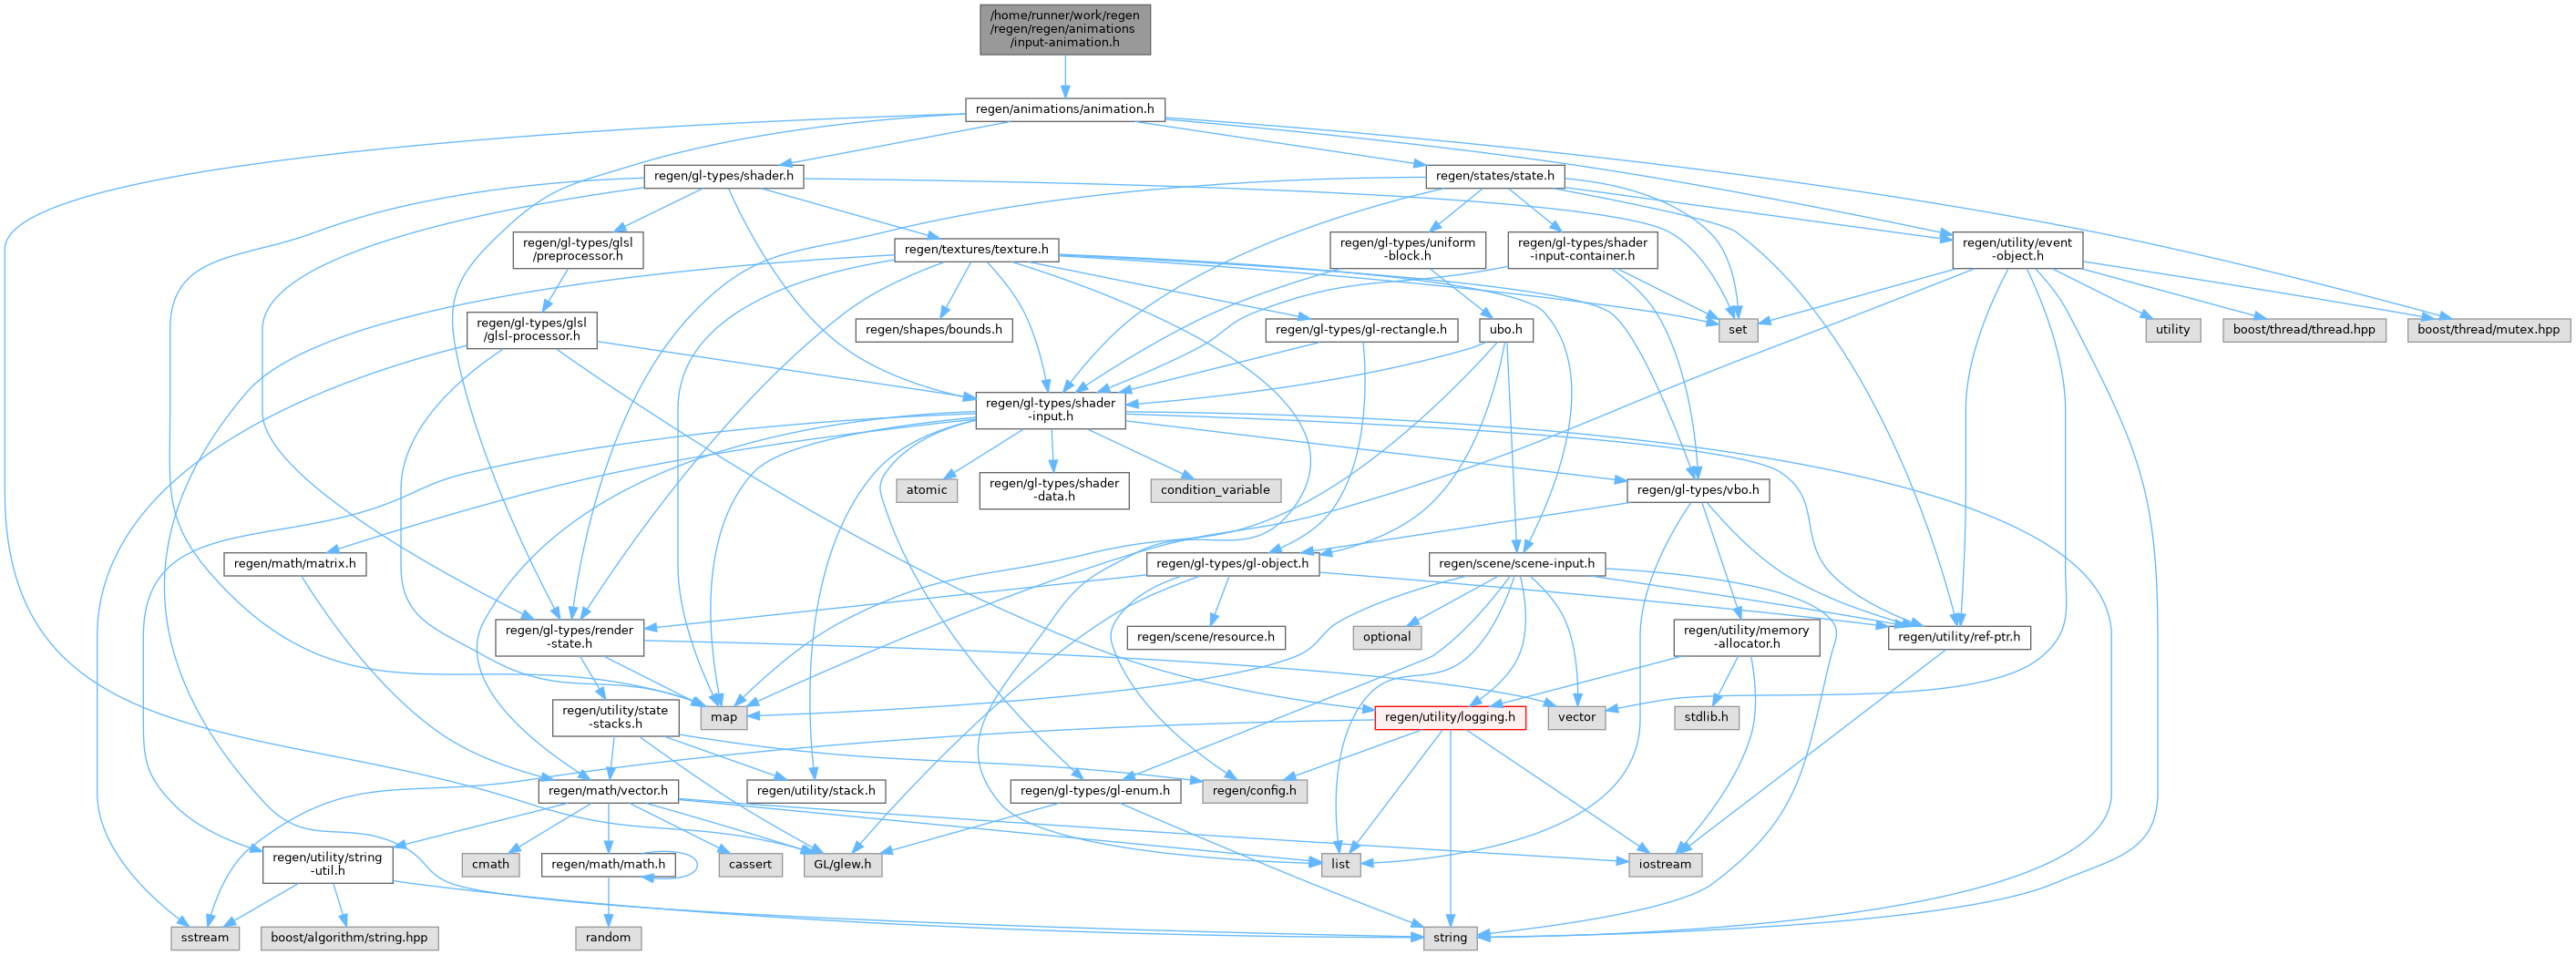 /home/runner/work/regen
/regen/regen/animations
/input-animation.h
regen/animations/animation.h
regen/gl-types/shader.h
regen/states/state.h
regen/gl-types/glsl
/preprocessor.h
regen/textures/texture.h
regen/gl-types/uniform
-block.h
regen/gl-types/shader
-input-container.h
regen/utility/event
-object.h
regen/gl-types/glsl
/glsl-processor.h
regen/shapes/bounds.h
regen/gl-types/gl-rectangle.h
ubo.h
set
utility
boost/thread/thread.hpp
boost/thread/mutex.hpp
regen/gl-types/shader
-input.h
atomic
regen/gl-types/shader
-data.h
condition_variable
regen/gl-types/vbo.h
regen/math/matrix.h
regen/gl-types/gl-object.h
regen/scene/scene-input.h
regen/gl-types/render
-state.h
regen/scene/resource.h
optional
regen/utility/memory
-allocator.h
regen/utility/ref-ptr.h
regen/utility/state
-stacks.h
map
regen/utility/logging.h
vector
stdlib.h
regen/math/vector.h
regen/utility/stack.h
regen/gl-types/gl-enum.h
regen/config.h
regen/utility/string
-util.h
cmath
regen/math/math.h
cassert
GL/glew.h
list
iostream
sstream
boost/algorithm/string.hpp
random
string